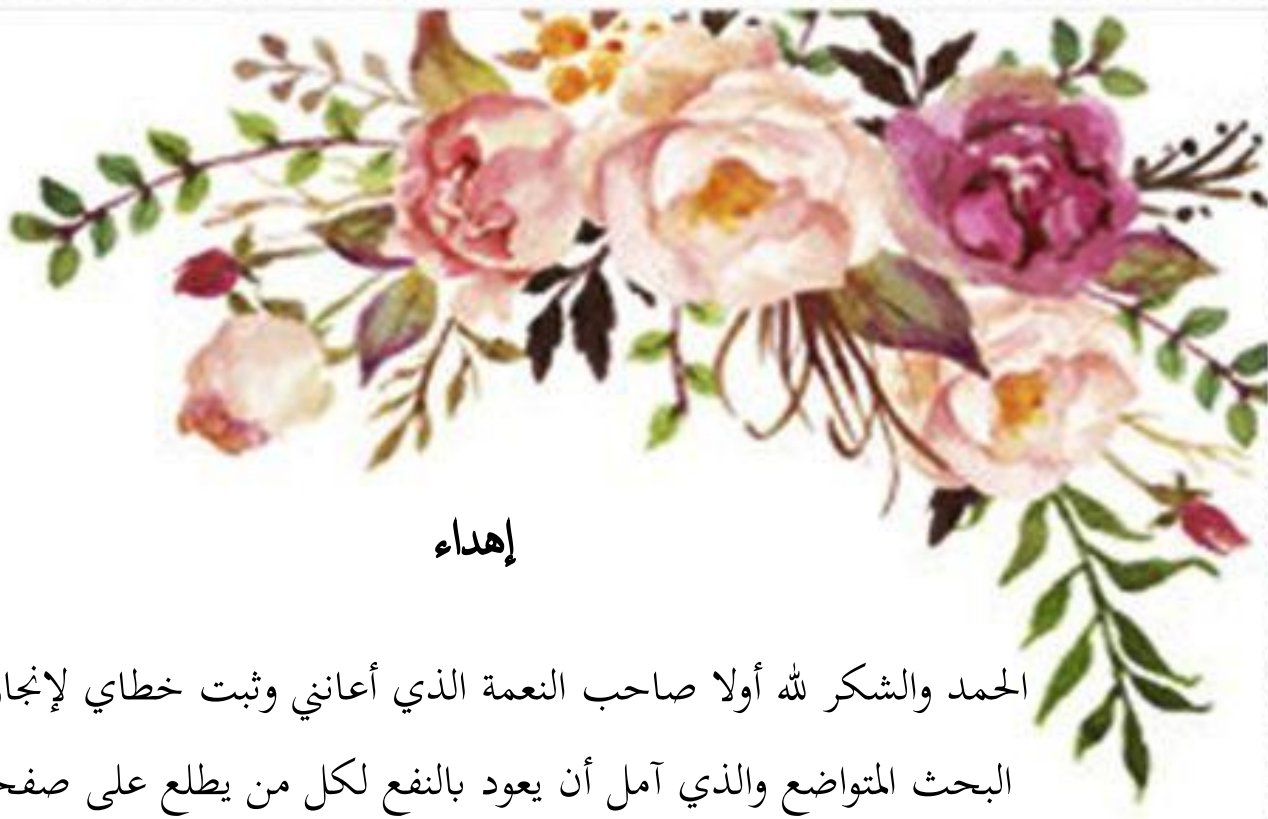 إهداء
الحمد والشكر لله أولا صاحب النعمة الذي أعانني وثبت خطاي
البحث المتواضع والذي آمل أن يعود بالنفع لكل من يطلع على